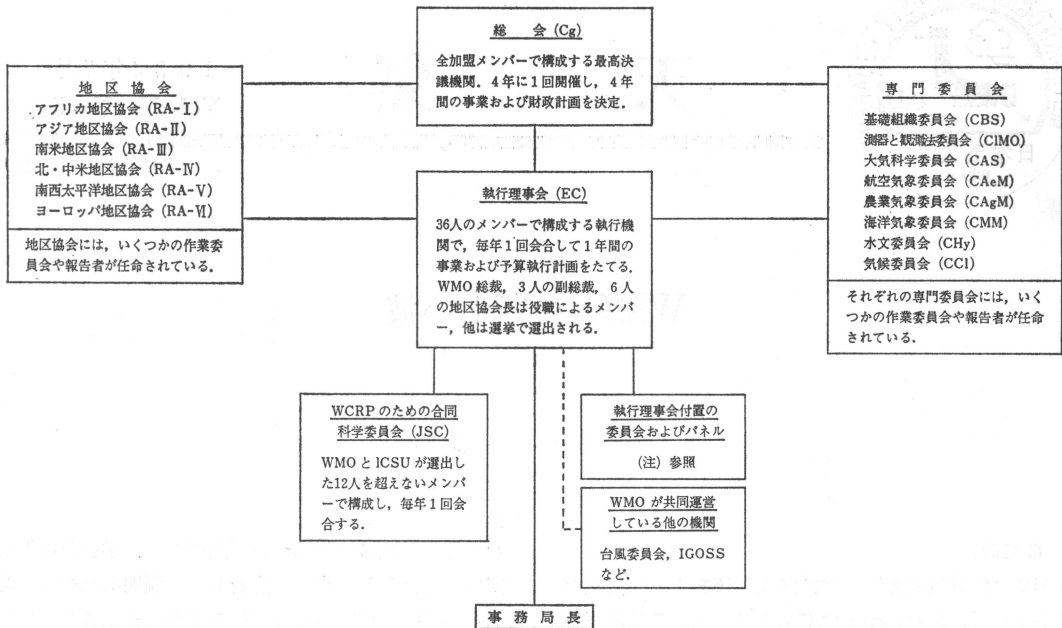 総会(Cg)
全加盟メンバーで構成する最高決
議機関．4年に1回開催し，4年
間の事業および財政計画を決定．
地区協会
アフリカ地区協会(RA-Ⅰ)
アジア地区協会(RA-Ⅱ)
南米地区協会(RA-Ⅲ)
北・中米地区協会(RA-Ⅳ)
南西太平洋地区協会(RA-Ⅴ)
ヨーロッパ地区協会(RA-Ⅵ)
地区協会には，いくつかの作業委
員会や報告者が任命されている．
専門委員会
基礎組織委員会(CBS)
測器と観測法委員会(CIMO)
大気科学委員会(CAS)
航空気象委員会(CAeM)
農業気象委員会(CAgM)
海洋気象委員会(CMM)
水文委員会(CHy)
気候委員会(CCl)
それぞれの専門委員会には，いく
つかの作業委員会や報告者が任命
されている．
執行理事会(EC)
36人のメンバーで構成する執行機
関で，毎年1回会合して1年間の
事業および予算執行計画をたてる．
WMO総裁，3人の副総裁，6人
の地区協会長は役職によるメンバ
ー，他は選挙で選出される．
WCRPのための合同
科学委員会(JSC)
WMOとICSUが選出し
た12人を超えないメンバ
ーで構成し，毎年1回会
合する．
執行理事会付置の
委員会およびパネル
(注)参照
WMOが共同運営
している他の機関
台風委員会，IGOSS
など．
事務局長